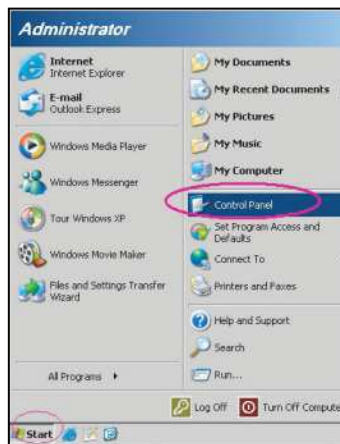 Administrator
Internet
Internet Explorer
E-mail
Outlook Express
Windows Media Player
Windows Messenger
Tour Windows XP
Windows Movie Maker
Files and Settings Transfer
Wizard
All Programs
My Documents
My Recent Documents
My Pictures
My Music
My Computer
Control Panel
Set Program Access and
Defaults
Connect To
Printers and Faxes
Help and Support
Search
Run...
Log Off
Turn Off Compute
Start